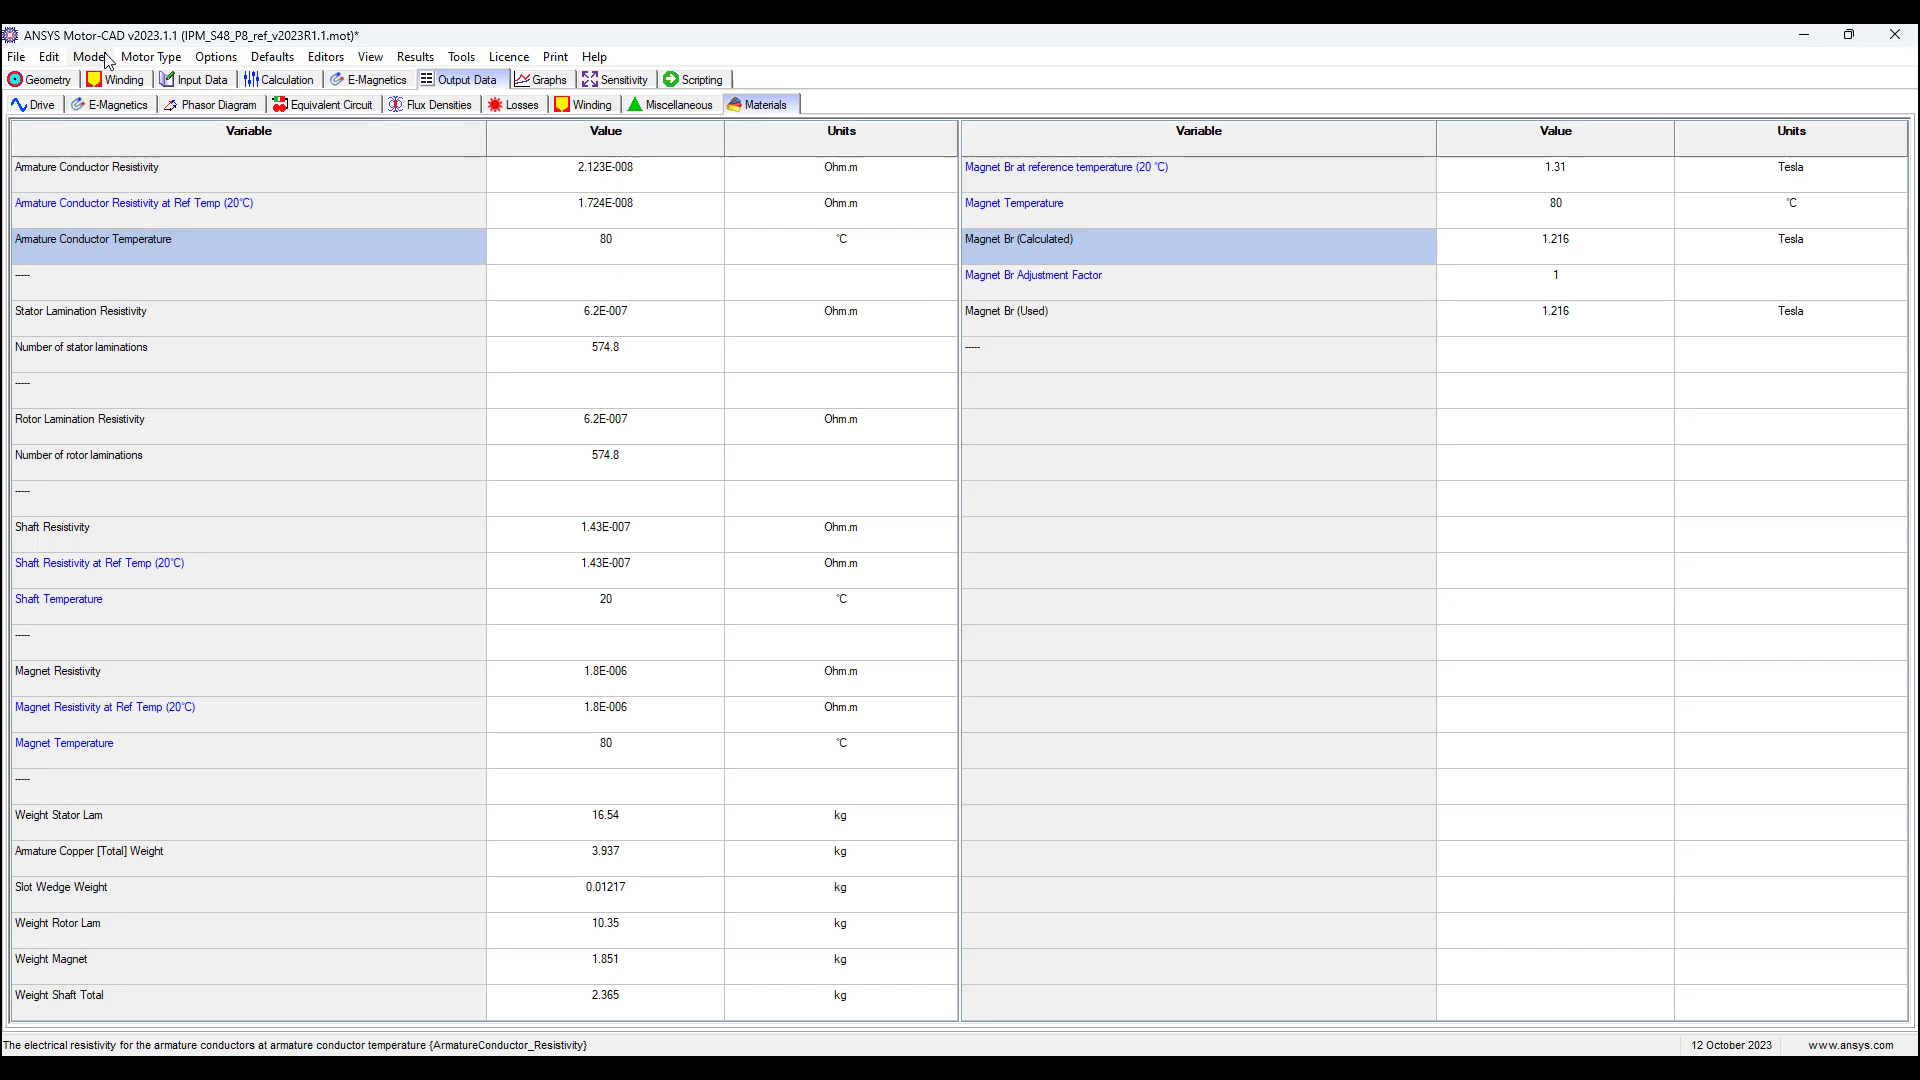 ANSYS Motor-CAD v2023.1.1 (IPM_S48_P8_ref_v2023R1.1.mot)*
File Edit Model Motor Type Options Defaults Editors View Results Tools Licence Print Help
Geometry Winding Input Data Calculation E-Magnetics Output Data Graphs Sensitivity Scripting
Drive E-Magnetics Phasor Diagram Equivalent Circuit Flux Densities Losses Winding Miscellaneous Materials
Variable Value Units Variable Value Units
Armature Conductor Resistivity 2.123E-008 Ohm.m Magnet Br at reference temperature (20 °C) 1.31 Tesla
Armature Conductor Resistivity at Ref Temp (20°C) 1.724E-008 Ohm.m Magnet Temperature 80 °C
Armature Conductor Temperature 80 °C Magnet Br (Calculated) 1.216 Tesla
----- Magnet Br Adjustment Factor 1
Stator Lamination Resistivity 6.2E-007 Ohm.m Magnet Br (Used) 1.216 Tesla
Number of stator laminations 574.8 -----
-----
Rotor Lamination Resistivity 6.2E-007 Ohm.m
Number of rotor laminations 574.8
-----
Shaft Resistivity 1.43E-007 Ohm.m
Shaft Resistivity at Ref Temp (20°C) 1.43E-007 Ohm.m
Shaft Temperature 20 °C
-----
Magnet Resistivity 1.8E-006 Ohm.m
Magnet Resistivity at Ref Temp (20°C) 1.8E-006 Ohm.m
Magnet Temperature 80 °C
-----
Weight Stator Lam 16.54 kg
Armature Copper [Total] Weight 3.937 kg
Slot Wedge Weight 0.01217 kg
Weight Rotor Lam 10.35 kg
Weight Magnet 1.851 kg
Weight Shaft Total 2.365 kg
The electrical resistivity for the armature conductors at armature conductor temperature {ArmatureConductor_Resistivity} 12 October 2023 www.ansys.com